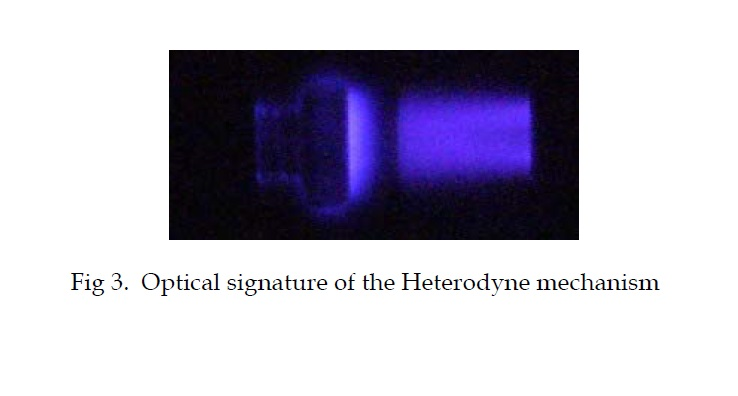 Fig 3.  Optical signature of the Heterodyne mechanism